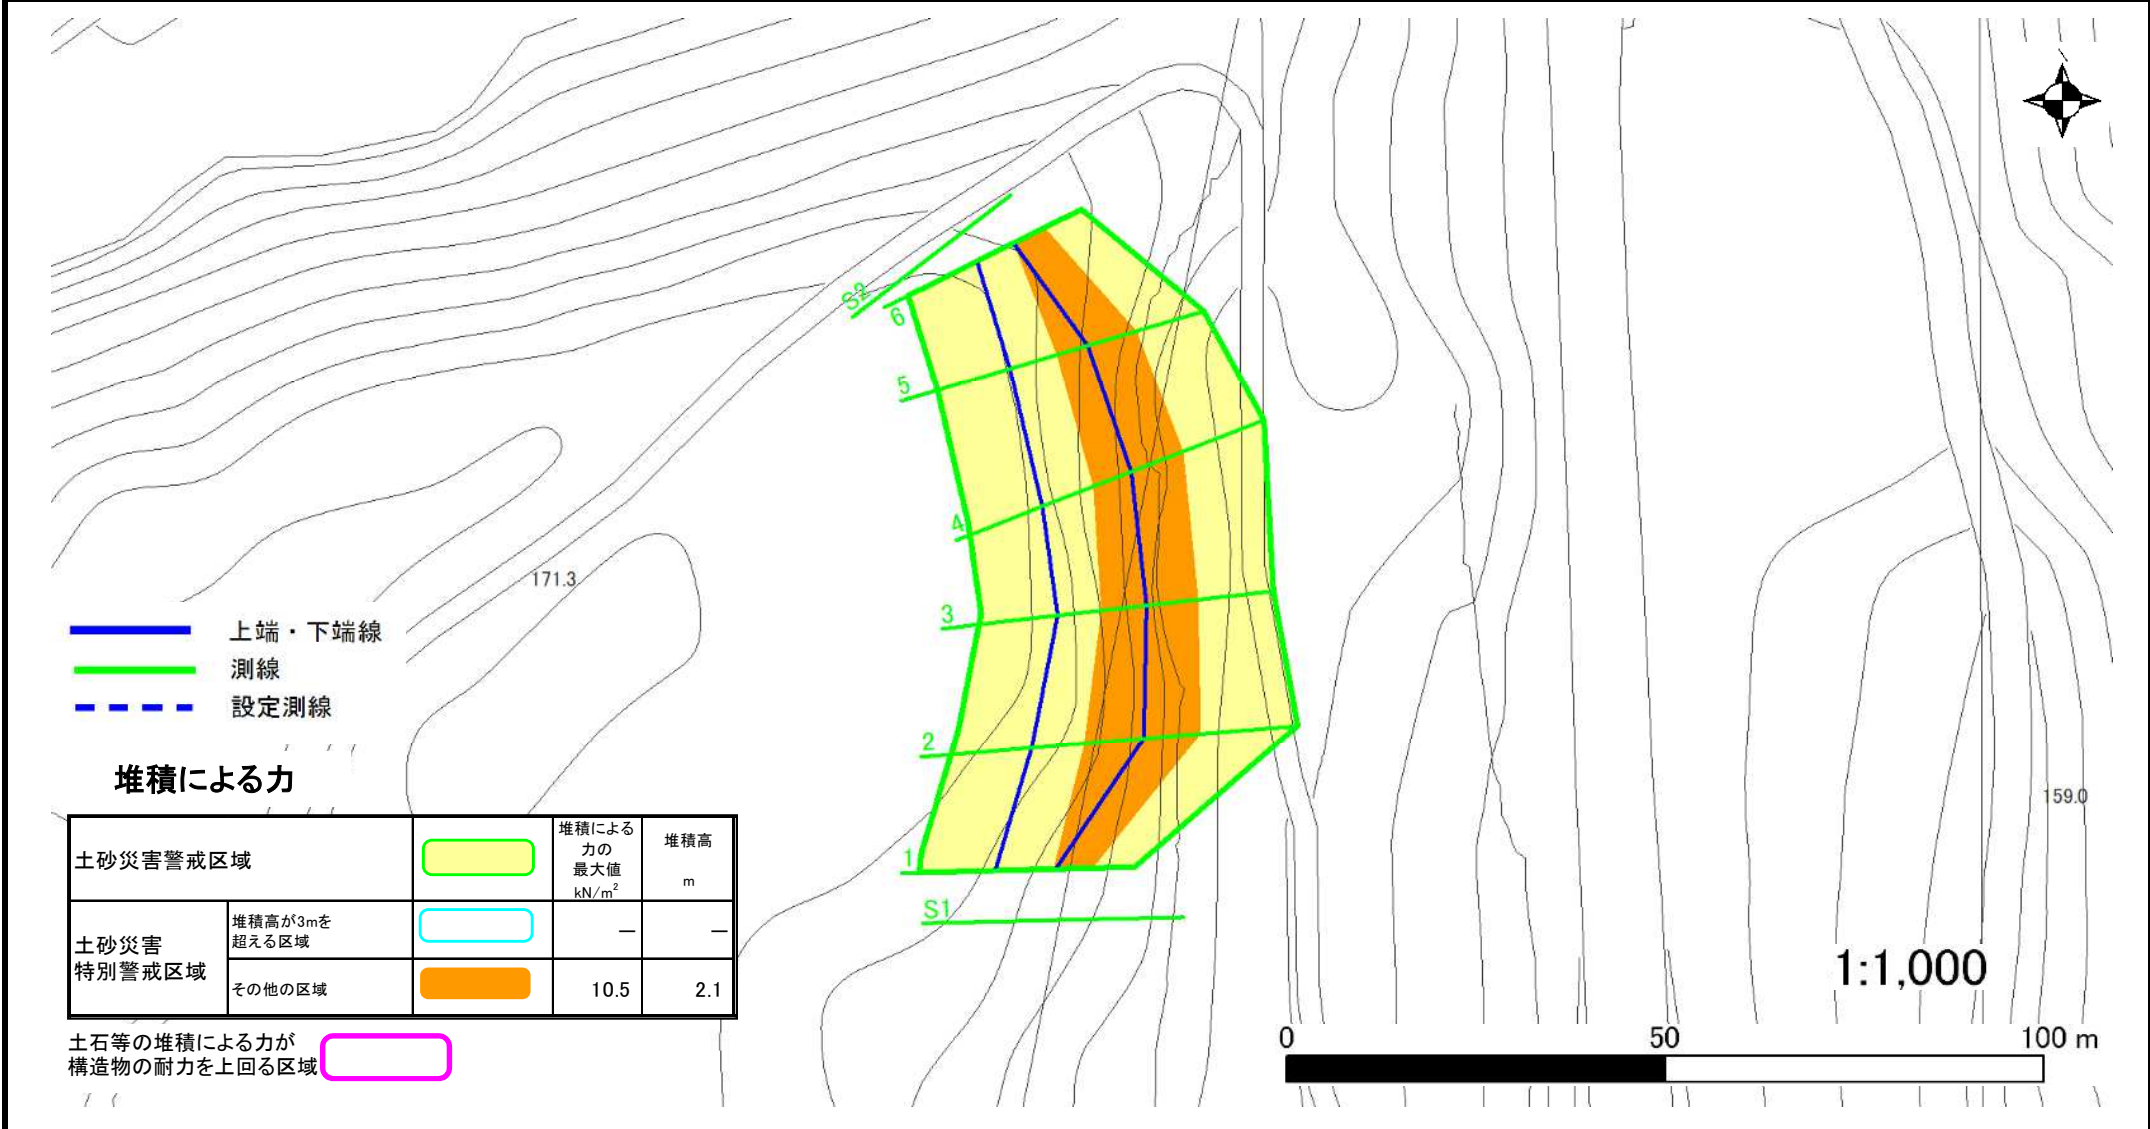 S2
6
5
4
171.3
3
上端・下端線
測線
設定測線
2
堆積による力
159.0
1
S1
堆積による
力の
最大値
kN/m²
堆積高
m
土砂災害警戒区域
土砂災害
特別警戒区域
堆積高が3mを
超える区域
—
—
その他の区域
10.5
2.1
土石等の堆積による力が
構造物の耐力を上回る区域
1:1,000
0 50 100 m